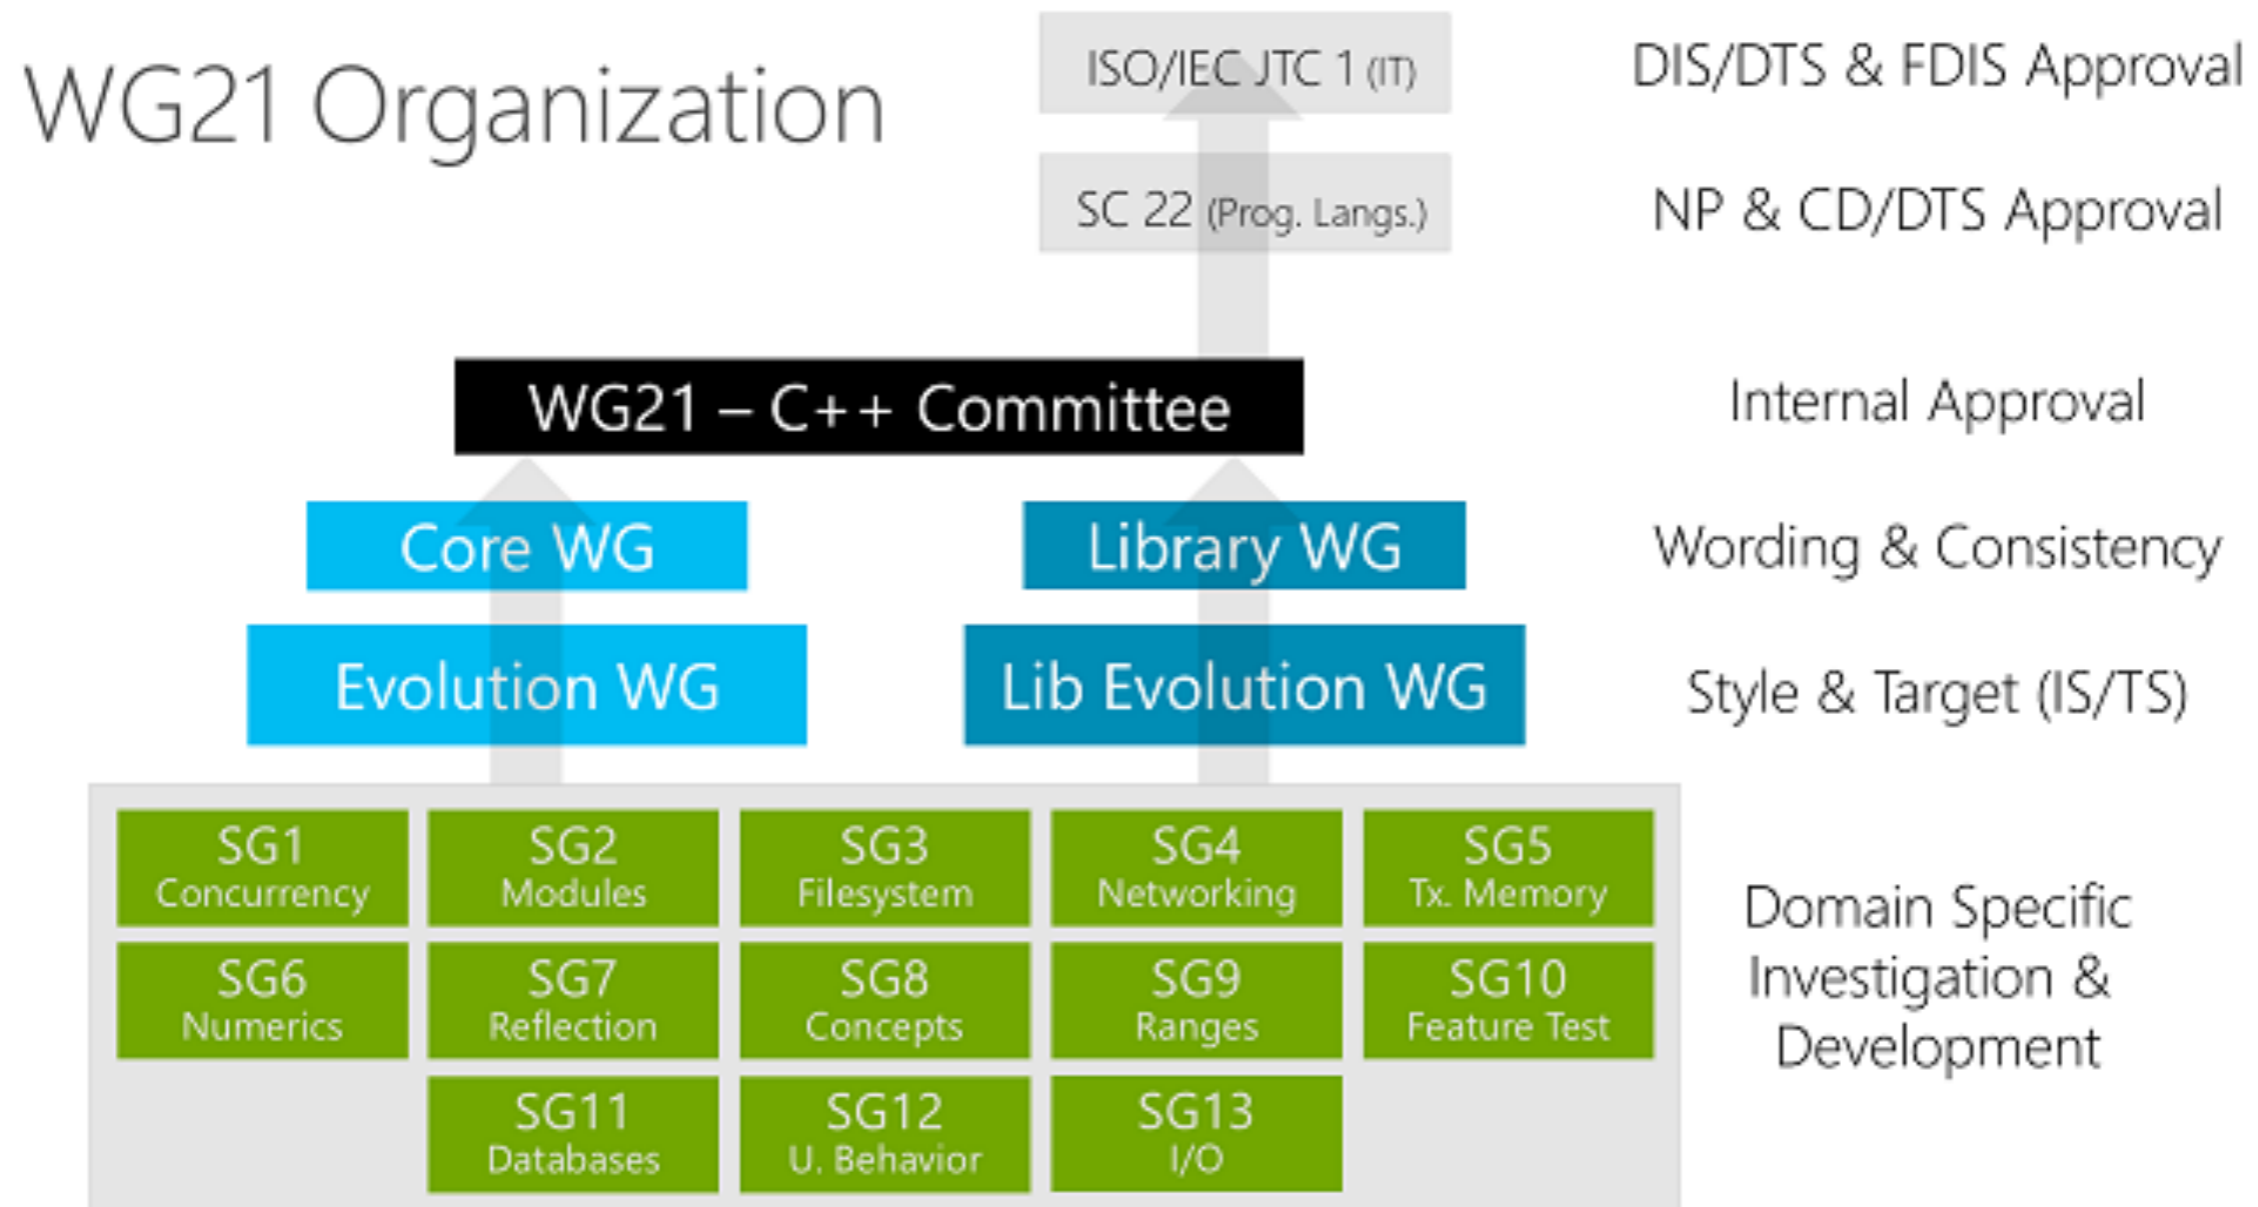 WG21 Organization
ISO/IEC JTC 1 (IT)
DIS/DTS & FDIS Approval
SC 22 (Prog. Langs.)
NP & CD/DTS Approval
WG21 – C++ Committee
Internal Approval
Core WG
Library WG
Wording & Consistency
Evolution WG
Lib Evolution WG
Style & Target (IS/TS)
SG1
Concurrency
SG2
Modules
SG3
Filesystem
SG4
Networking
SG5
Tx. Memory
SG6
Numerics
SG7
Reflection
SG8
Concepts
SG9
Ranges
SG10
Feature Test
SG11
Databases
SG12
U. Behavior
SG13
I/O
Domain Specific
Investigation &
Development